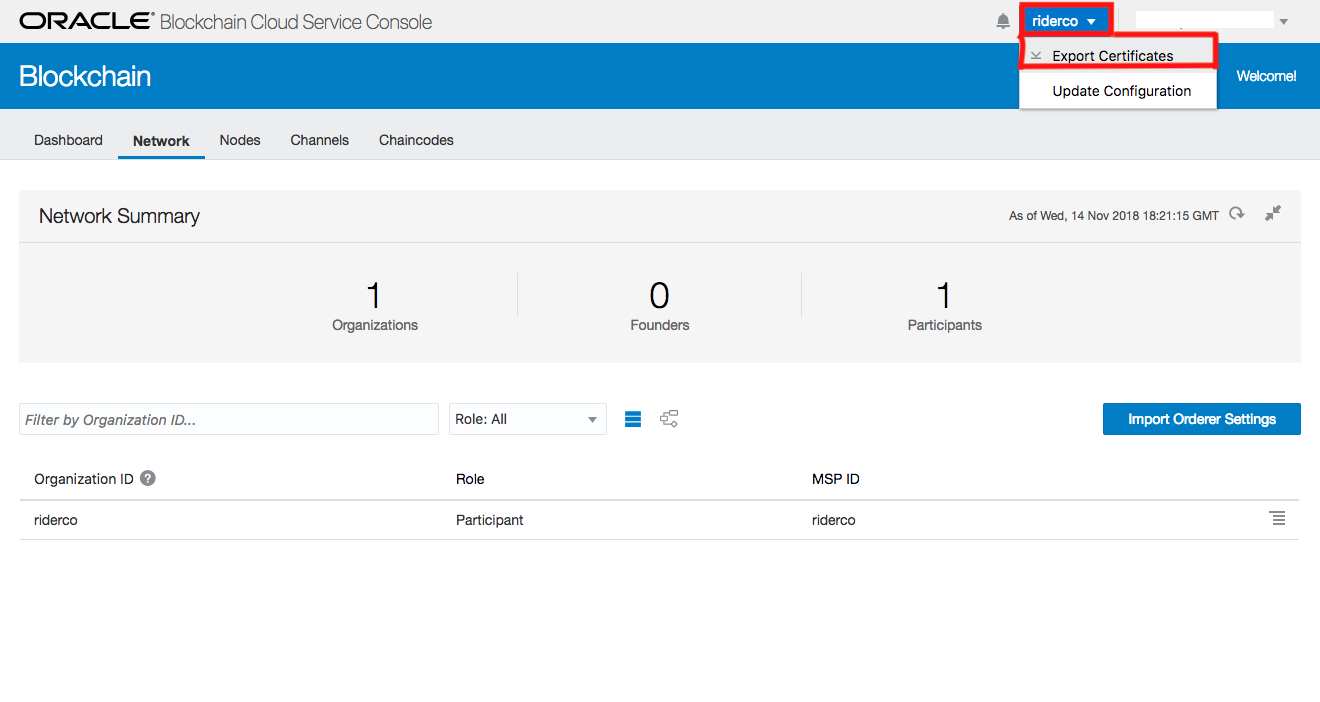 ORACLE® Blockchain Cloud Service Console riderco
Export Certificates
Blockchain Welcome!
Update Configuration
Dashboard Network Nodes Channels Chaincodes
Network Summary As of Wed, 14 Nov 2018 18:21:15 GMT
1 0 1
Organizations Founders Participants
Filter by Organization ID... Role: All Import Orderer Settings
Organization ID ? Role MSP ID
riderco Participant riderco